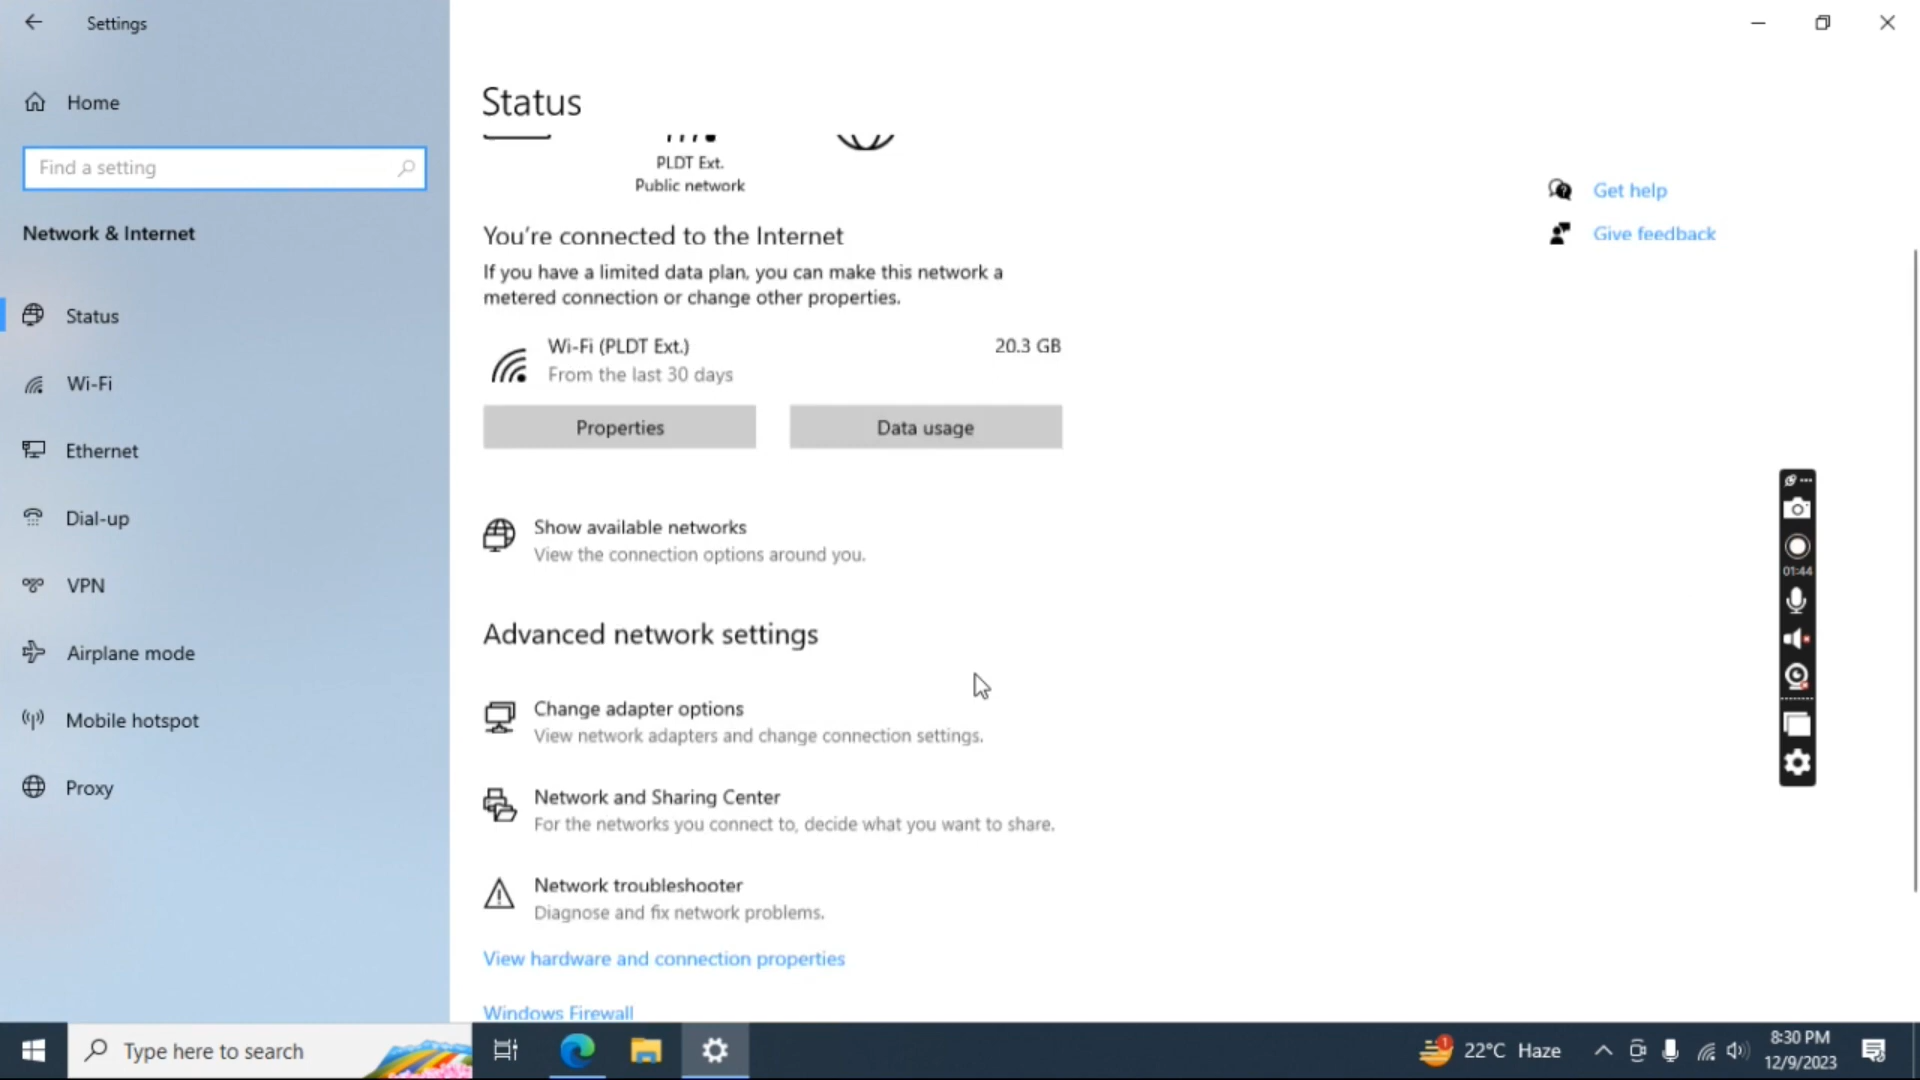 Settings
Home
Find a setting
Network & Internet
Status
Wi-Fi
Ethernet
Dial-up
VPN
Airplane mode
Mobile hotspot
Proxy
Status
PLDT Ext.
Public network
You're connected to the Internet
If you have a limited data plan, you can make this network a
metered connection or change other properties.
Wi-Fi (PLDT Ext.) 20.3 GB
From the last 30 days
Properties Data usage
Show available networks
View the connection options around you.
Advanced network settings
Change adapter options
View network adapters and change connection settings.
Network and Sharing Center
For the networks you connect to, decide what you want to share.
Network troubleshooter
Diagnose and fix network problems.
View hardware and connection properties
Windows Firewall
Get help
Give feedback
01:44
Type here to search
1
22°C Haze
8:30 PM
12/9/2023